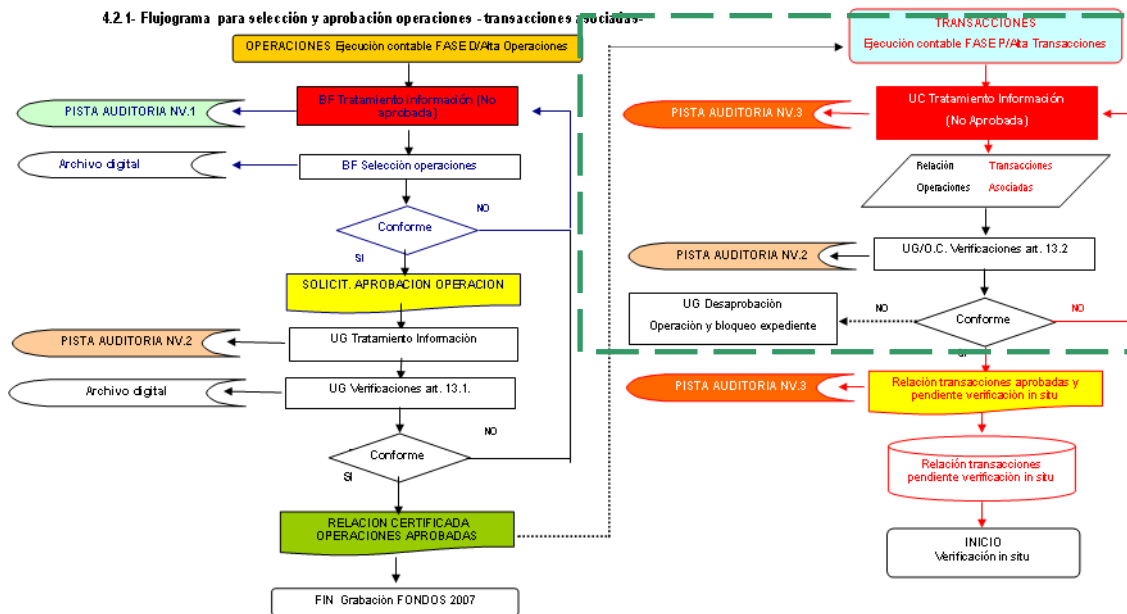 4.2.1- Flujograma para selección y aprobación operaciones - transacciones asociadas-
OPERACIONES Ejecución contable FASE D/Alta Operaciones
BF Tratamiento información (No
aprobada)
PISTA AUDITORIA NV.1
Archivo digital
BF Selección operaciones
NO
Conforme
SI
SOLICIT. APROBACION OPERACION
PISTA AUDITORIA NV.2
UG Tratamiento Información
Archivo digital
UG Verificaciones art. 13.1.
NO
Conforme
SI
RELACION CERTIFICADA
OPERACIONES APROBADAS
FIN Grabación FONDOS 2007
TRANSACCIONES
Ejecución contable FASE P/Alta Transacciones
PISTA AUDITORIA NV.3
UC Tratamiento Información
(No Aprobada)
Relación Transacciones
Operaciones Asociadas
PISTA AUDITORIA NV.2
UG/O.C. Verificaciones art. 13.2
UG Desaprobación
Operación y bloqueo expediente
NO
Conforme
NO
SI
PISTA AUDITORIA NV.3
Relación transacciones aprobadas y
pendiente verificación in situ
Relación transacciones
pendiente verificación in situ
INICIO
Verificación in situ